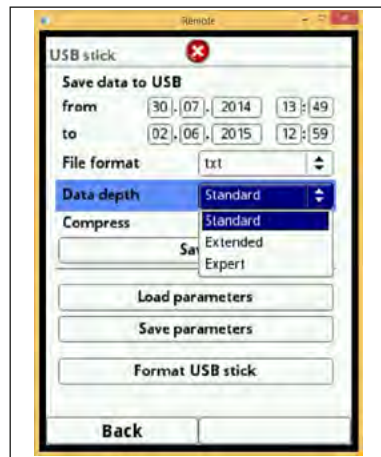 Remote
USB stick
Save data to USB
from 30 . 07 . 2014 13 : 49
to 02 . 06 . 2015 12 : 59
File format txt
Data depth Standard
Compress Standard
Extended
Expert
Load parameters
Save parameters
Format USB stick
Back